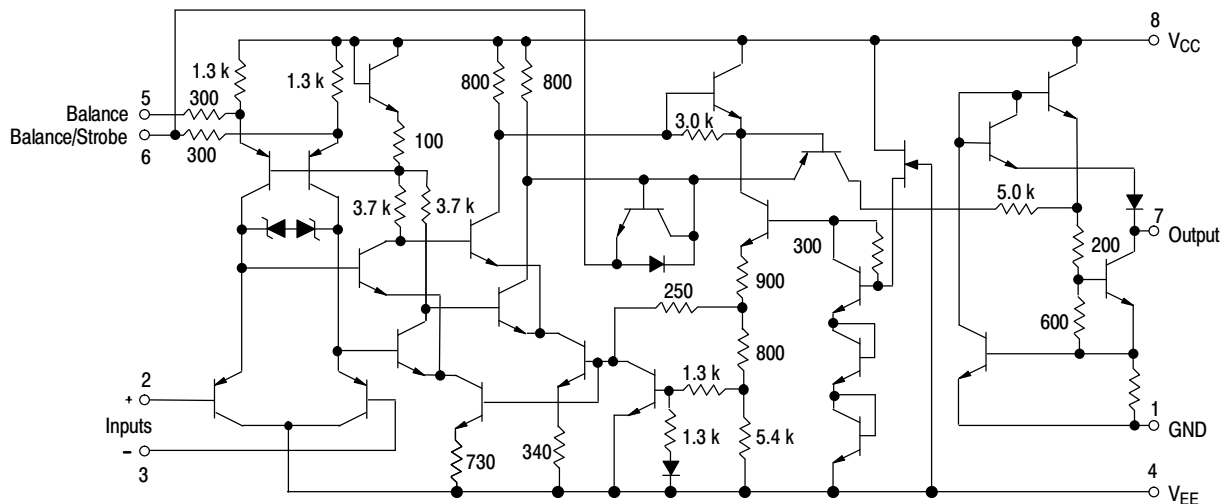 8
V_CC
1.3 k
1.3 k
800
800
5
300
Balance
Balance/Strobe
6
300
100
3.0 k
3.7 k
3.7 k
5.0 k
7
Output
300
200
900
250
600
800
2
+
Inputs
–
3
1.3 k
1.3 k
5.4 k
730
340
1
GND
4
V_EE